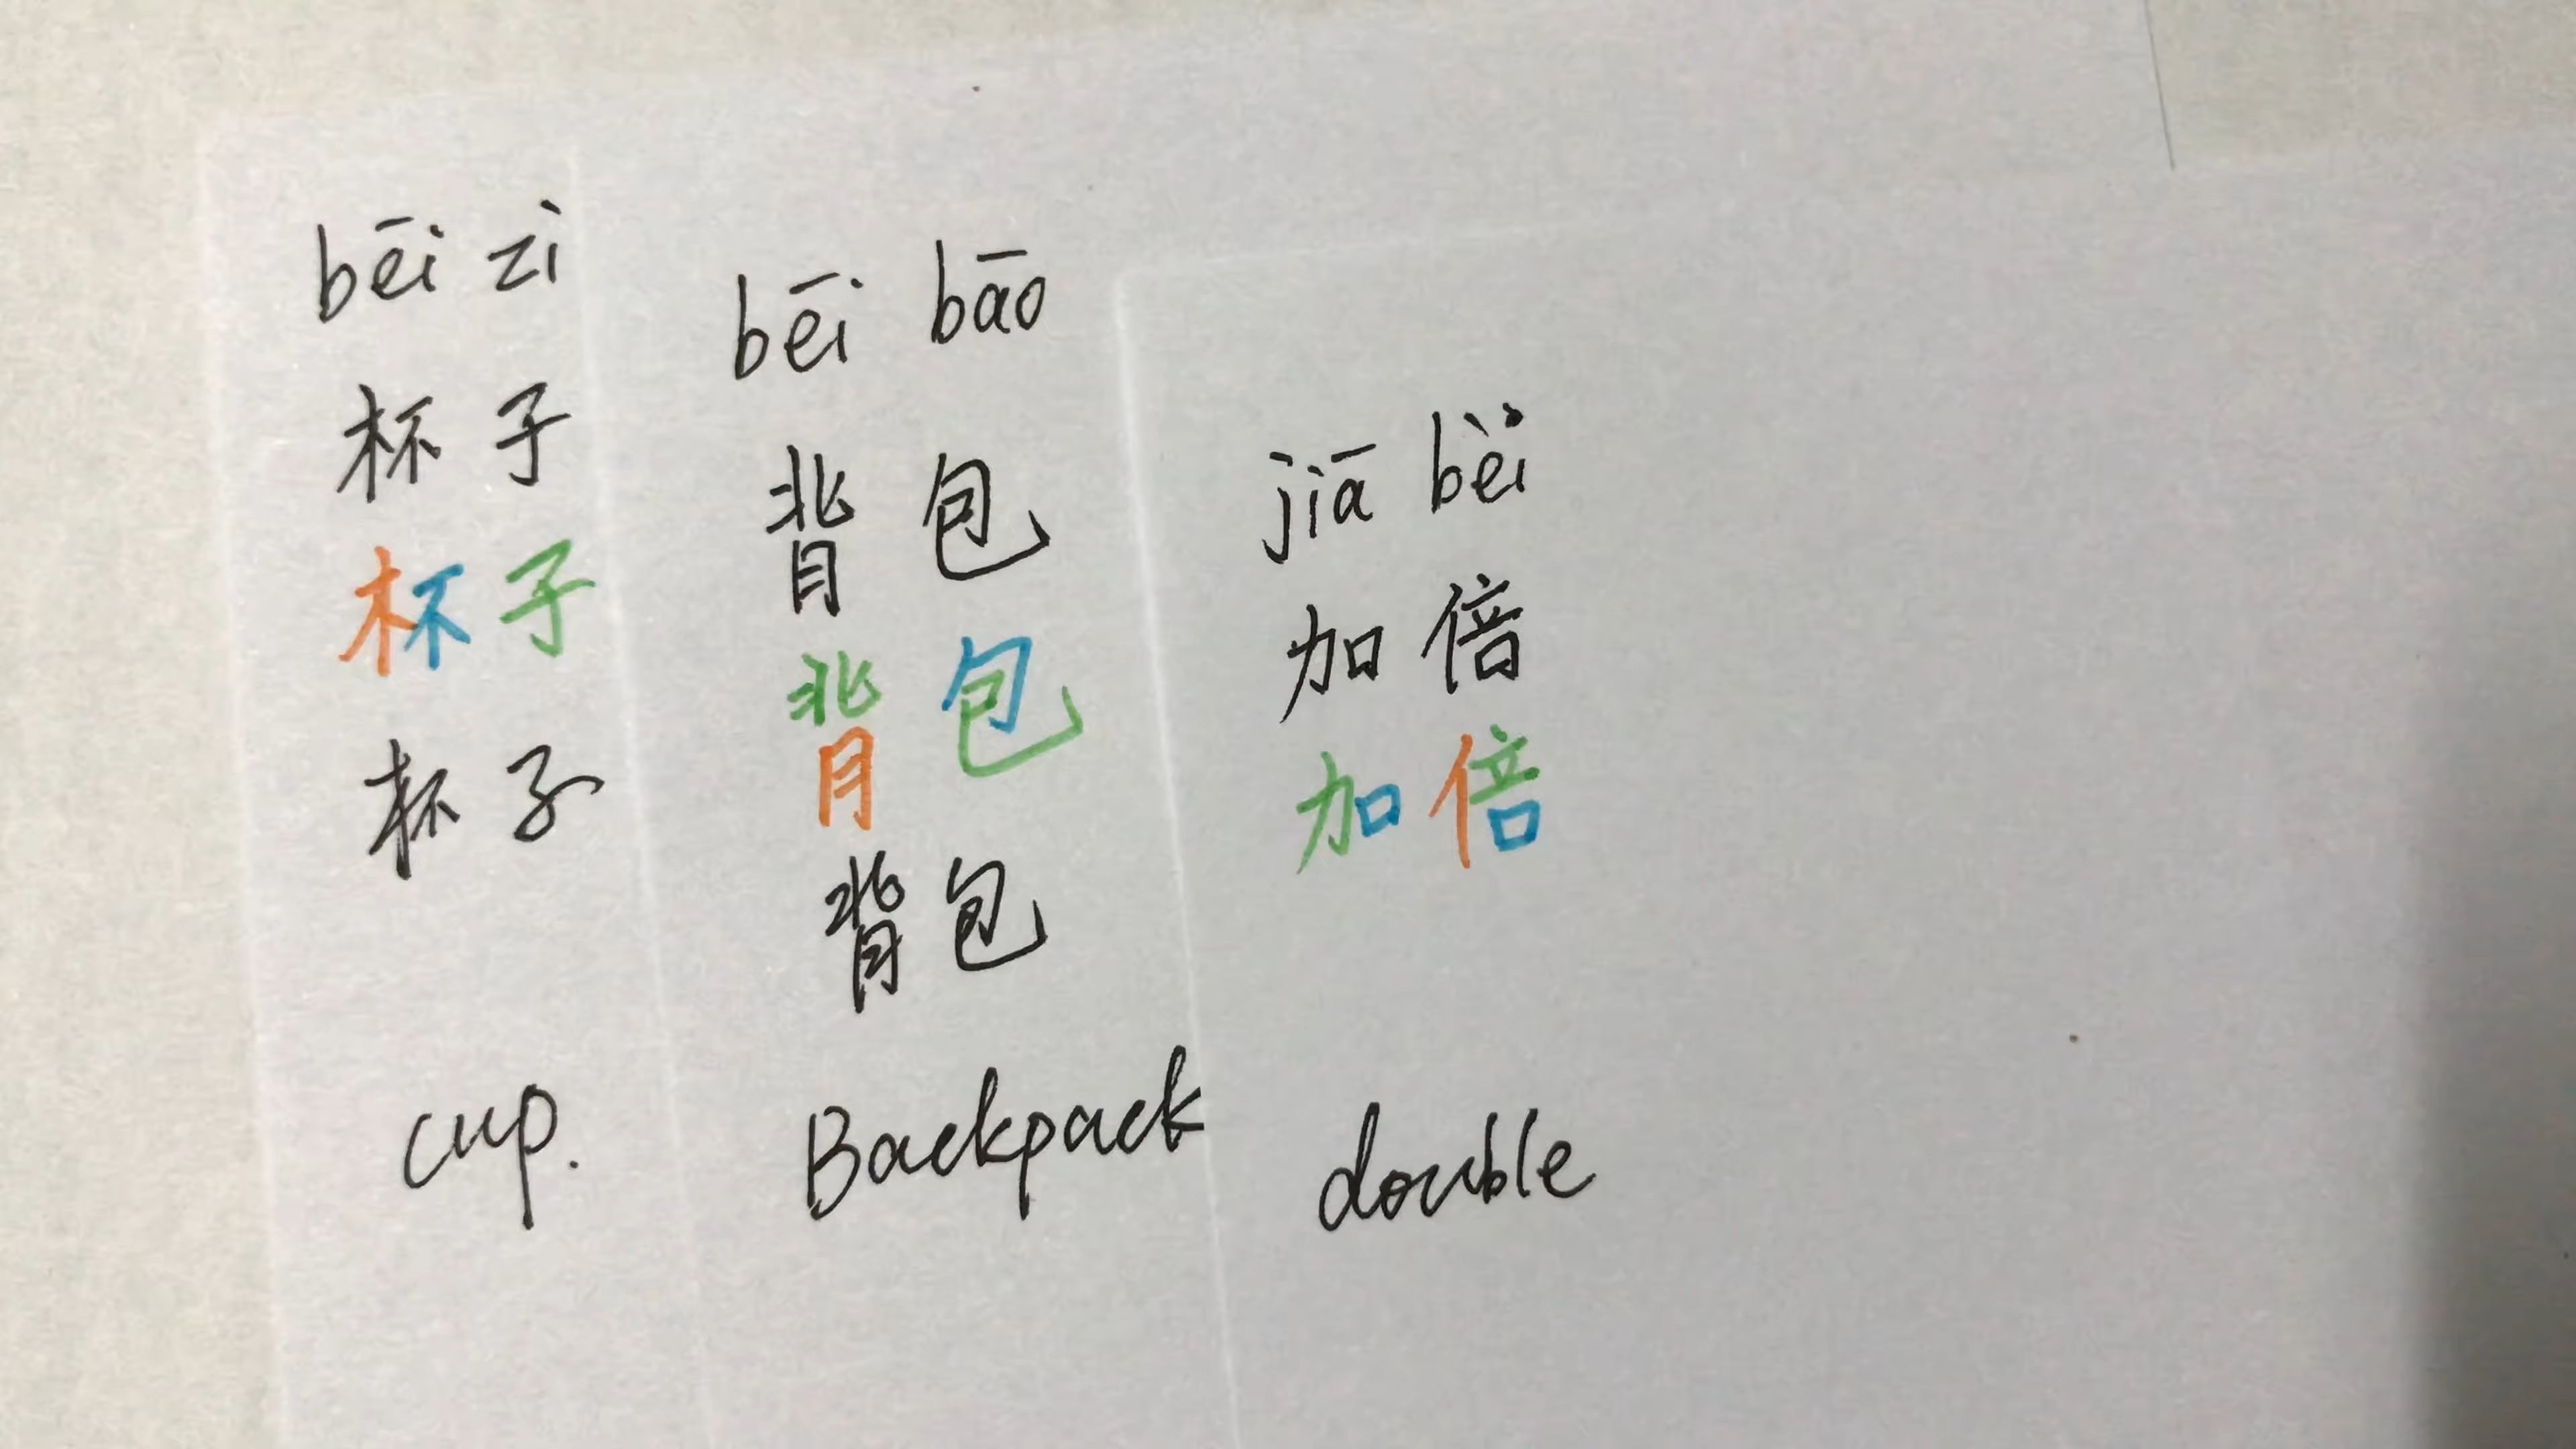 bēi zì
杯子
杯子
杯子
cup.
bēi bāo
背包
背包
背包
Backpack
jiā bèi
加倍
加倍
double